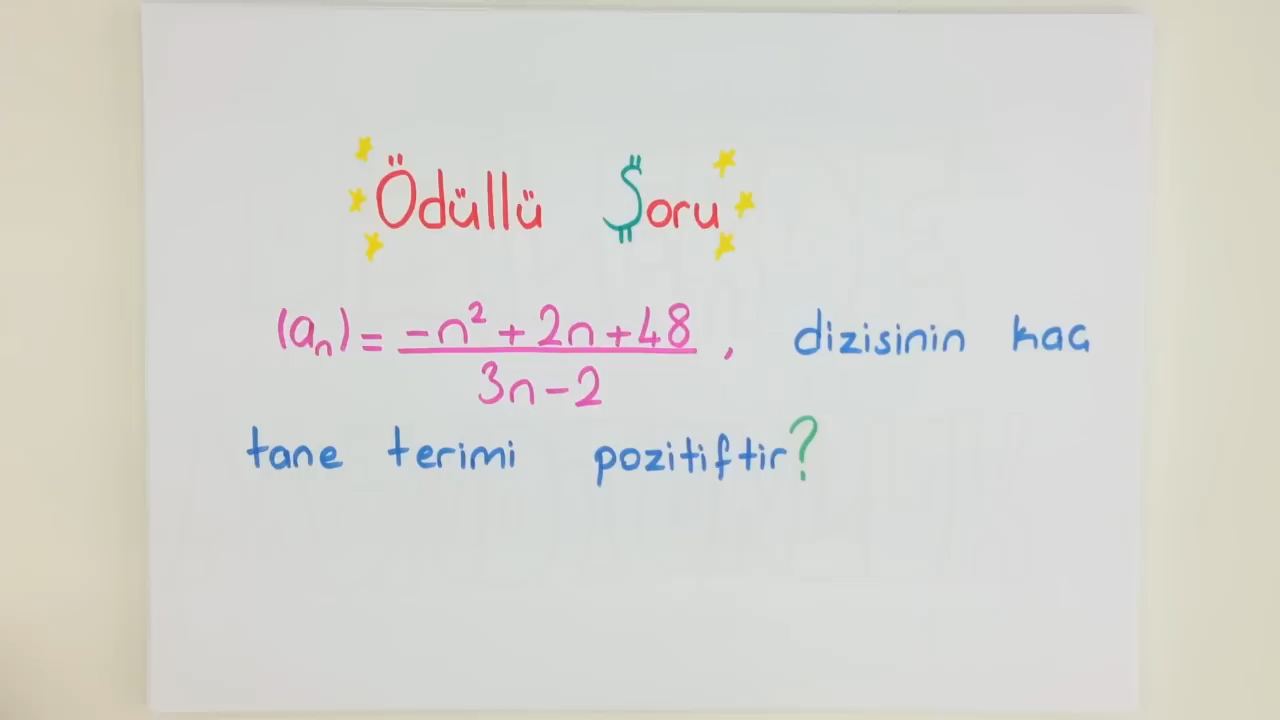 Ödüllü Soru
(aₙ) = -n² + 2n + 48 / 3n - 2 , dizisinin kaç
tane terimi pozitiftir?